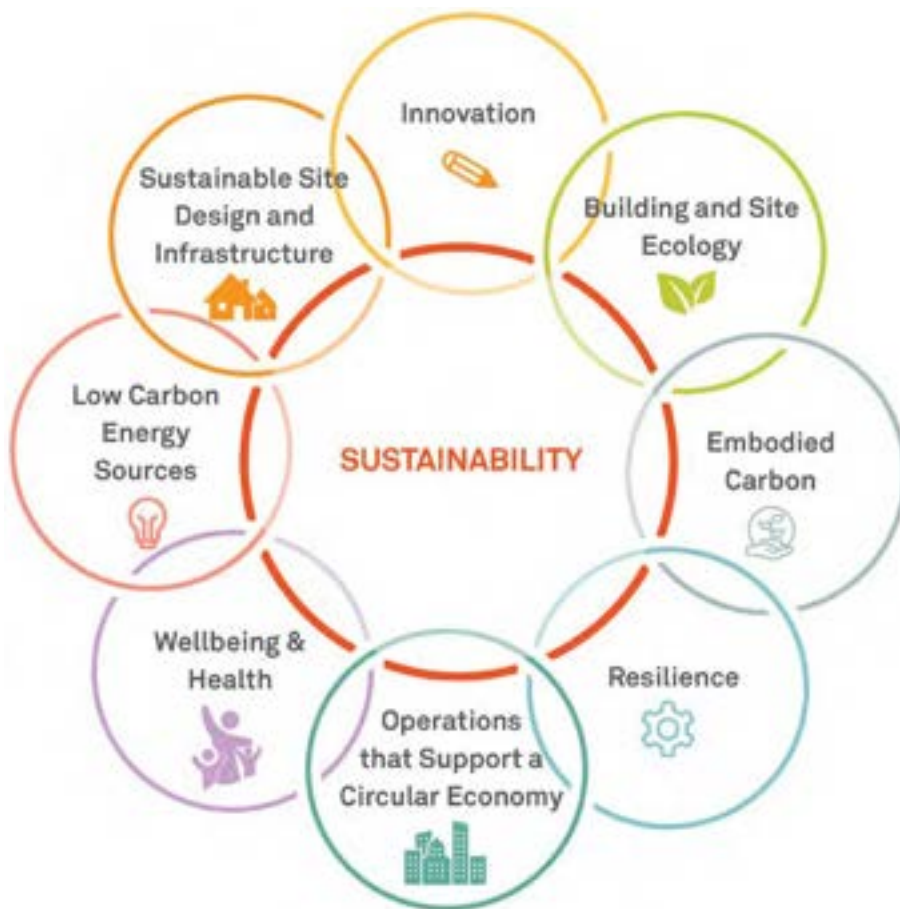 Innovation
Building and Site
Ecology
Embodied
Carbon
Resilience
Operations
that Support a
Circular Economy
Wellbeing &
Health
Low Carbon
Energy
Sources
Sustainable Site
Design and
Infrastructure
SUSTAINABILITY